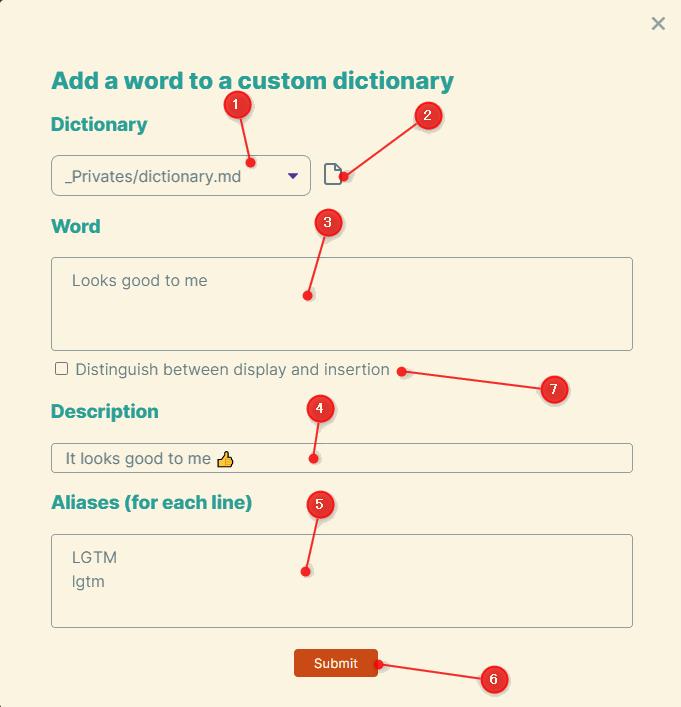 Add a word to a custom dictionary
1
2
Dictionary
_Privates/dictionary.md
3
Word
Looks good to me
Distinguish between display and insertion
7
4
Description
It looks good to me 👍
5
Aliases (for each line)
LGTM
lgtm
Submit
6